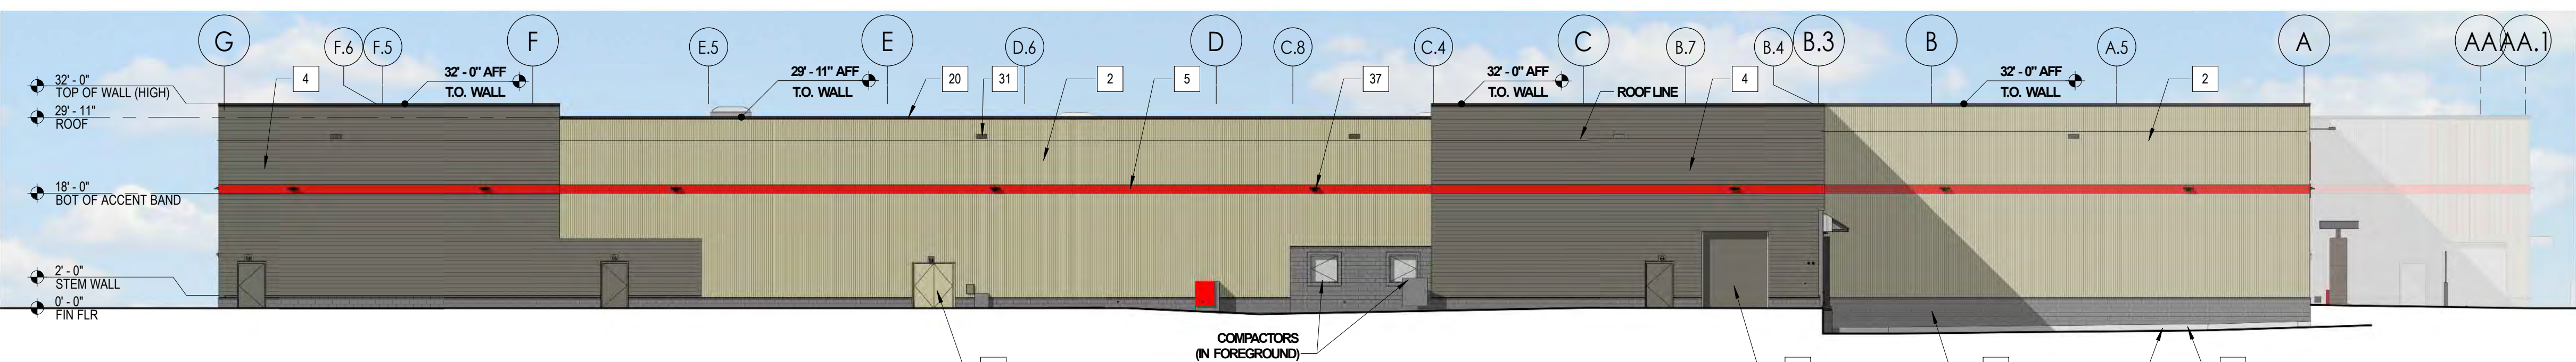 G
F.6
F.5
F
E.5
E
D.6
D
C.8
C.4
C
B.7
B.4
B.3
B
A.5
A
AA
AA.1
32' - 0"
TOP OF WALL (HIGH)
29' - 11"
ROOF
18' - 0"
BOT OF ACCENT BAND
2' - 0"
STEM WALL
0' - 0"
FIN FLR
4
32' - 0" AFF
T.O. WALL
29' - 11" AFF
T.O. WALL
20
31
2
5
37
32' - 0" AFF
T.O. WALL
ROOF LINE
4
32' - 0" AFF
T.O. WALL
2
COMPACTORS
(IN FOREGROUND)